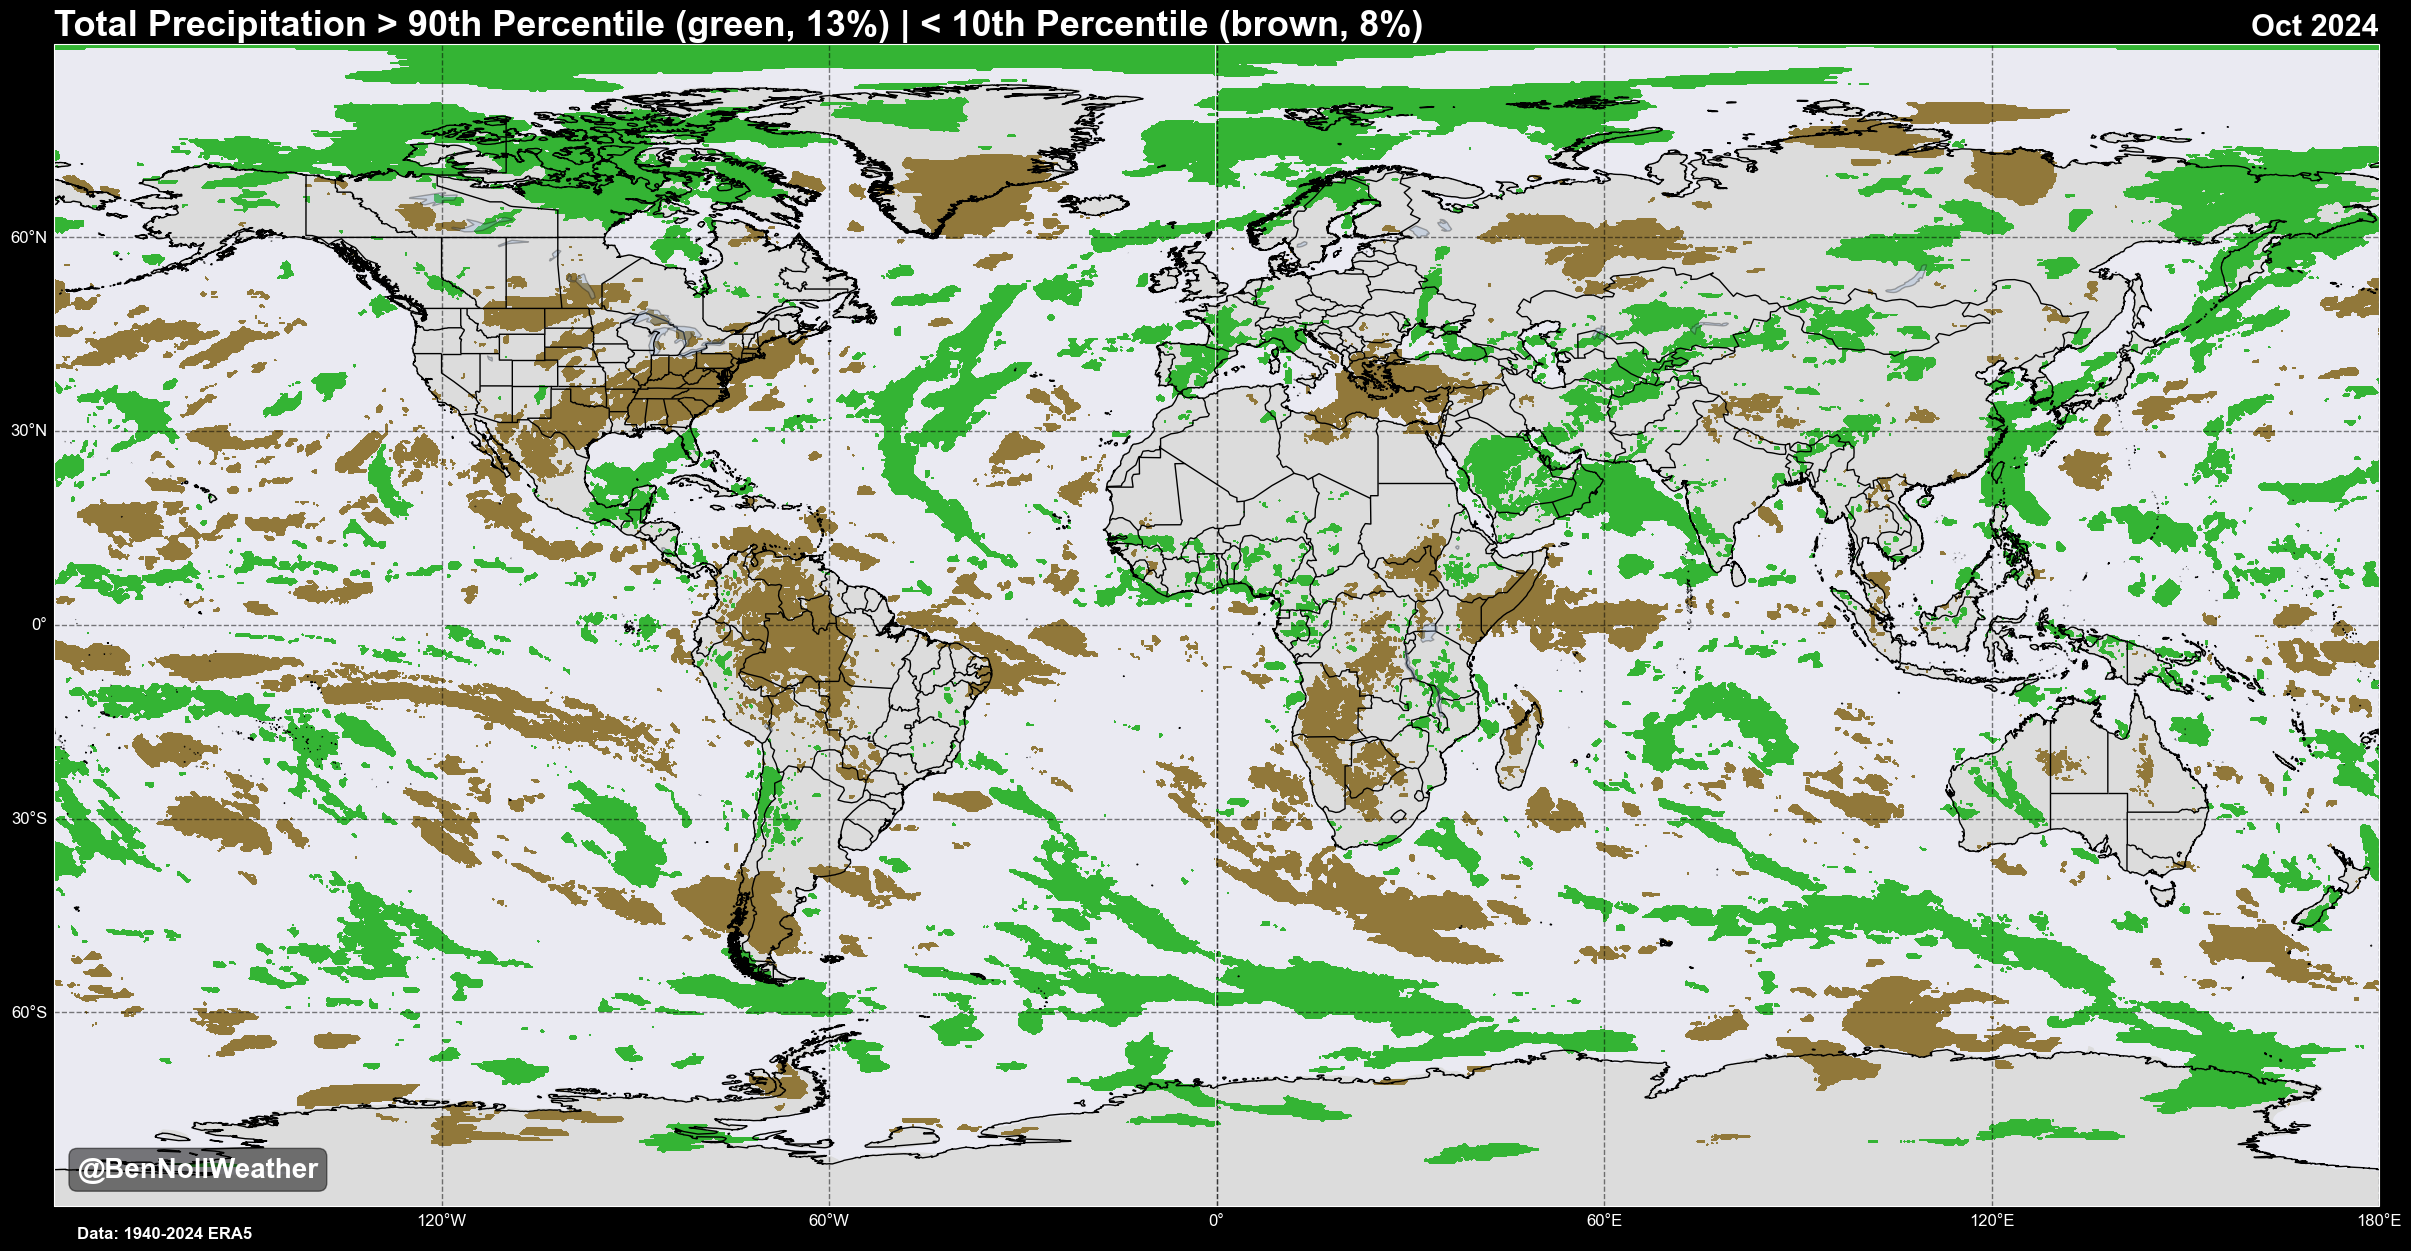 Total Precipitation > 90th Percentile (green, 13%) | < 10th Percentile (brown, 8%)
Oct 2024
60°N
30°N
0°
30°S
60°S
@BenNollWeather
120°W
60°W
0°
60°E
120°E
180°E
Data: 1940-2024 ERA5